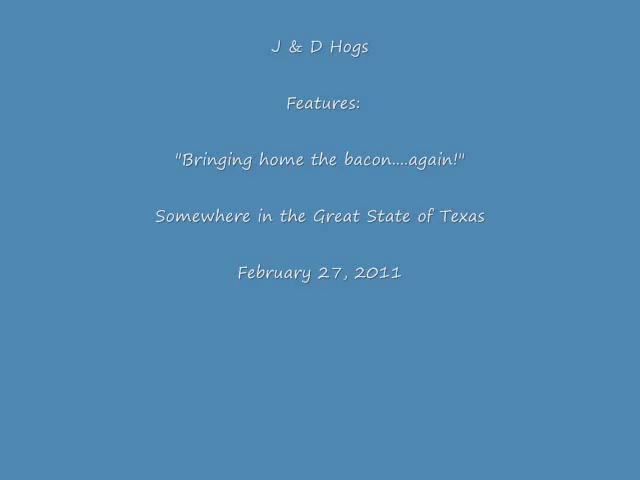 J & D Hogs
Features:
"Bringing home the bacon....again!"
Somewhere in the Great State of Texas
February 27, 2011